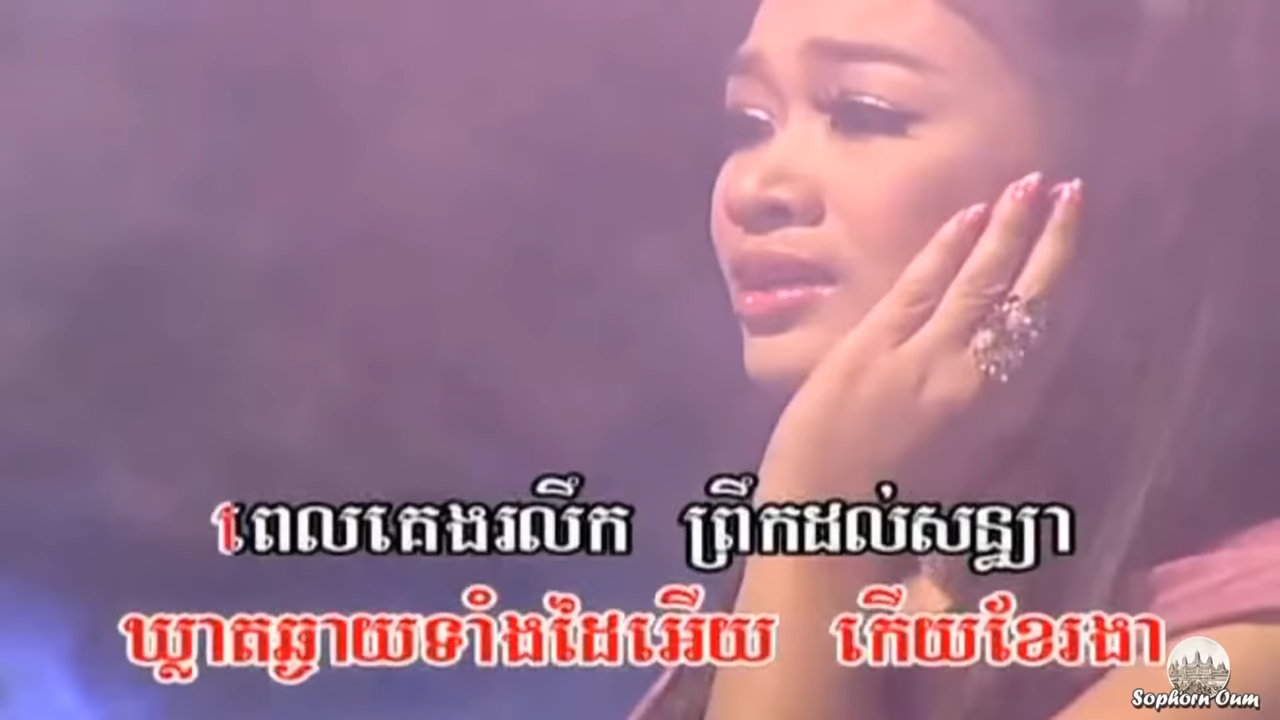 ពេលគេងរលឹក ព្រឹកដល់សន្ធ្យា
ឃ្លាតឆ្ងាយទាំងដៃអើយ កើយខែរងា
Sophorn Oum